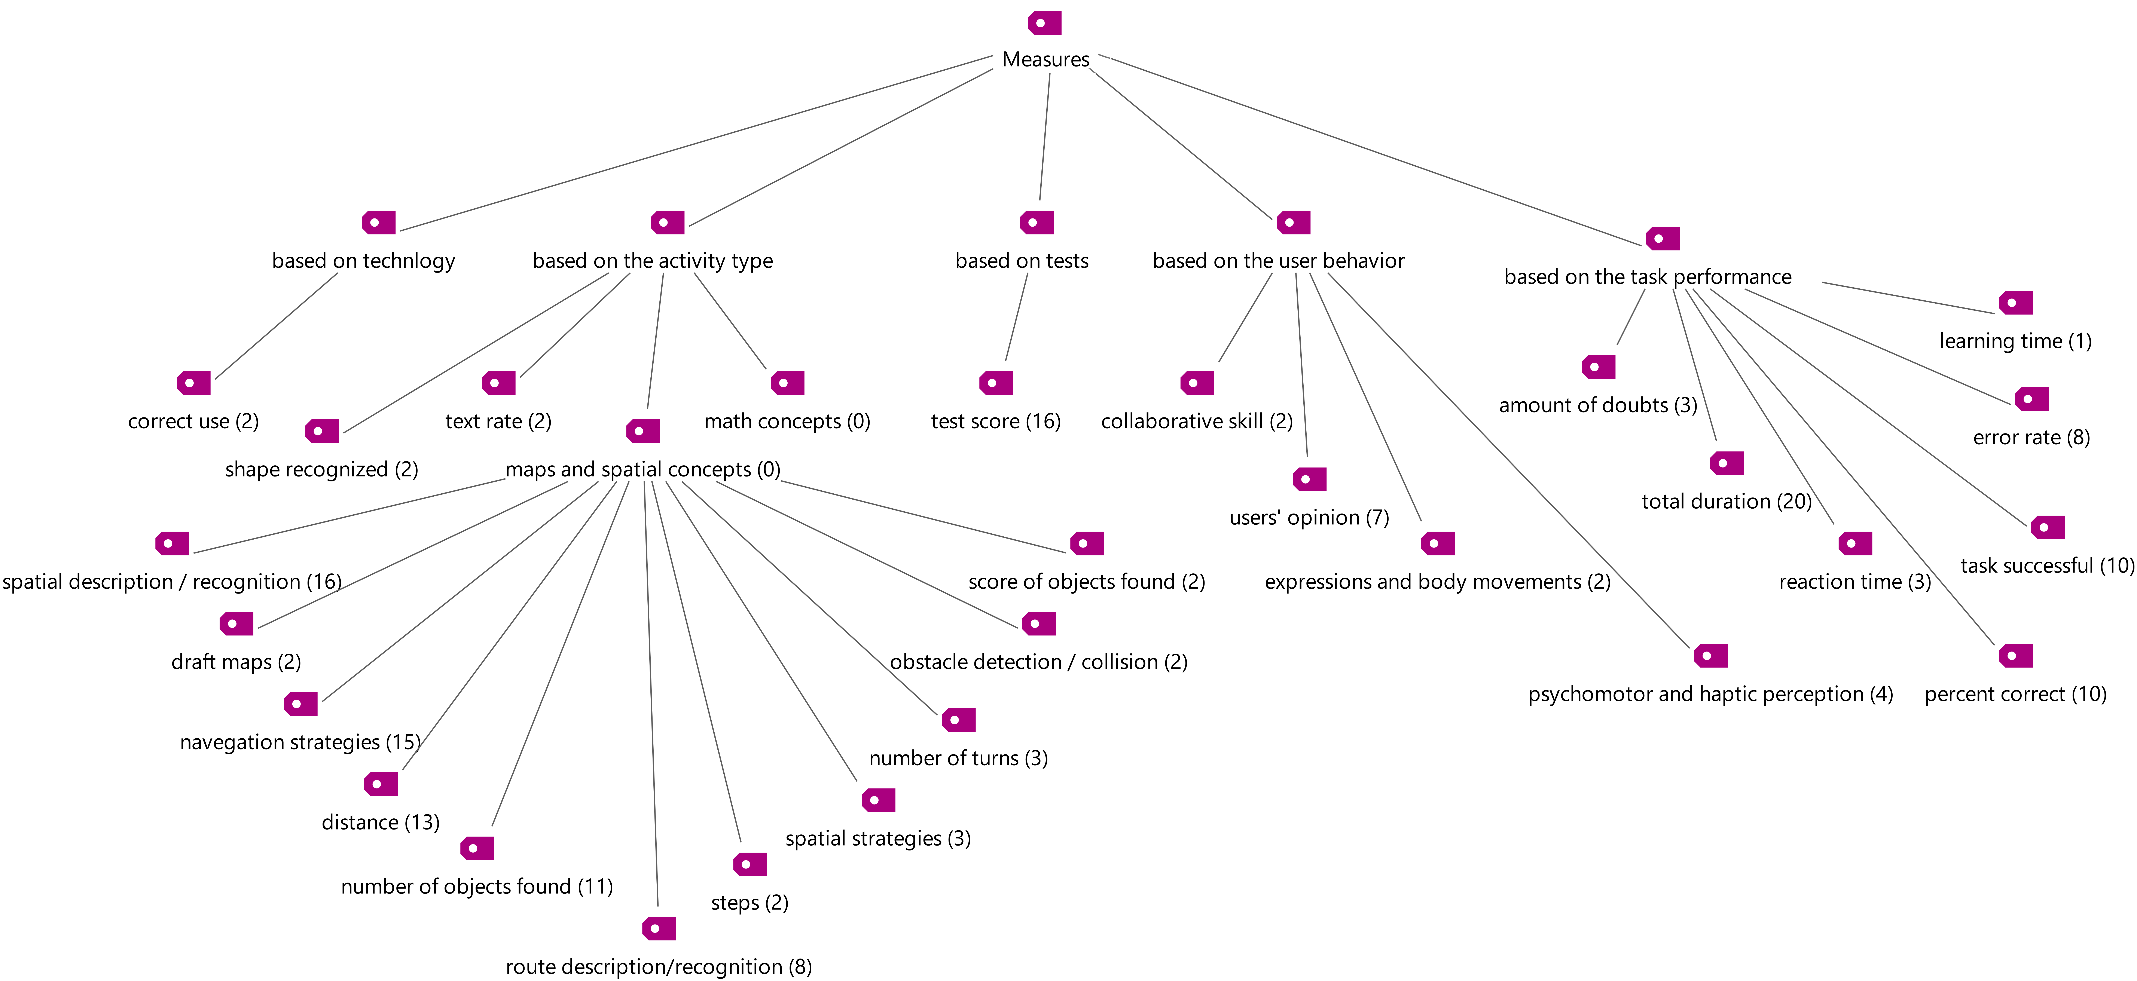 Measures
based on technlogy
based on the activity type
based on tests
based on the user behavior
based on the task performance
learning time (1)
amount of doubts (3)
correct use (2)
text rate (2)
math concepts (0)
test score (16)
collaborative skill (2)
error rate (8)
shape recognized (2)
maps and spatial concepts (0)
total duration (20)
users' opinion (7)
task successful (10)
spatial description / recognition (16)
score of objects found (2)
expressions and body movements (2)
reaction time (3)
draft maps (2)
obstacle detection / collision (2)
psychomotor and haptic perception (4)
percent correct (10)
navegation strategies (15)
number of turns (3)
distance (13)
spatial strategies (3)
number of objects found (11)
steps (2)
route description/recognition (8)